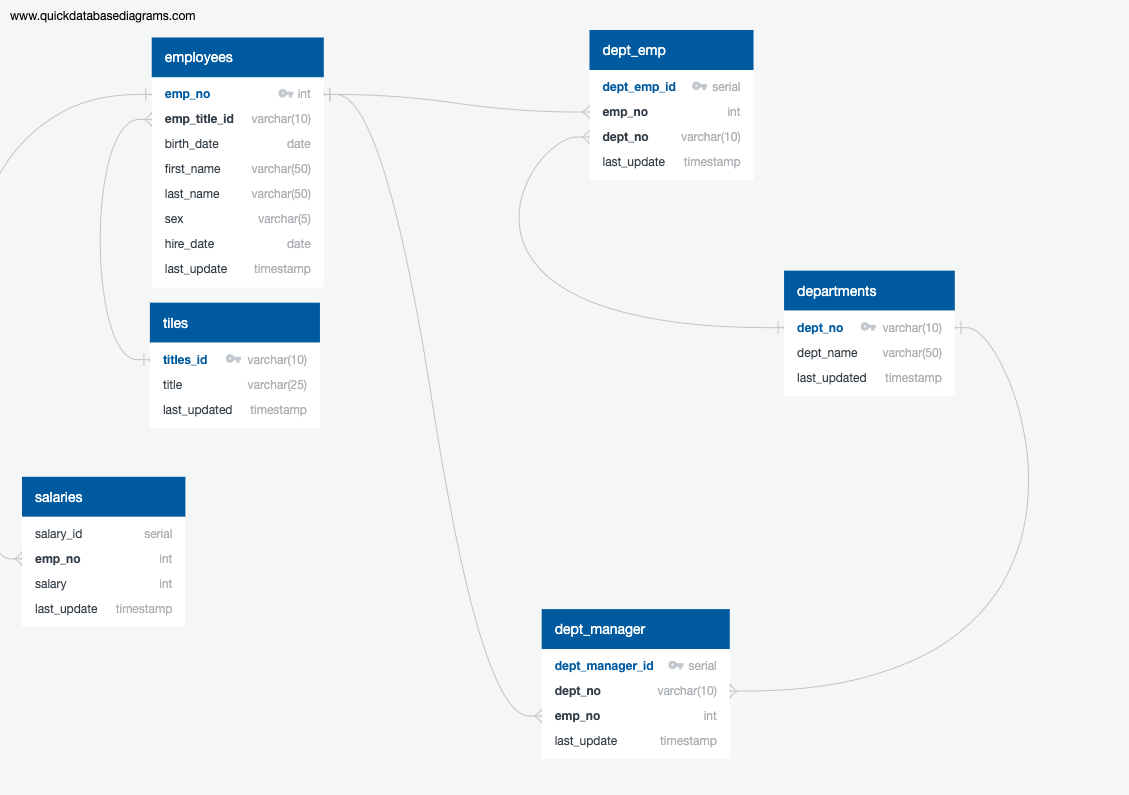 www.quickdatabasediagrams.com
employees
emp_no int
emp_title_id varchar(10)
birth_date date
first_name varchar(50)
last_name varchar(50)
sex varchar(5)
hire_date date
last_update timestamp
dept_emp
dept_emp_id serial
emp_no int
dept_no varchar(10)
last_update timestamp
departments
dept_no varchar(10)
dept_name varchar(50)
last_updated timestamp
tiles
titles_id varchar(10)
title varchar(25)
last_updated timestamp
salaries
salary_id serial
emp_no int
salary int
last_update timestamp
dept_manager
dept_manager_id serial
dept_no varchar(10)
emp_no int
last_update timestamp